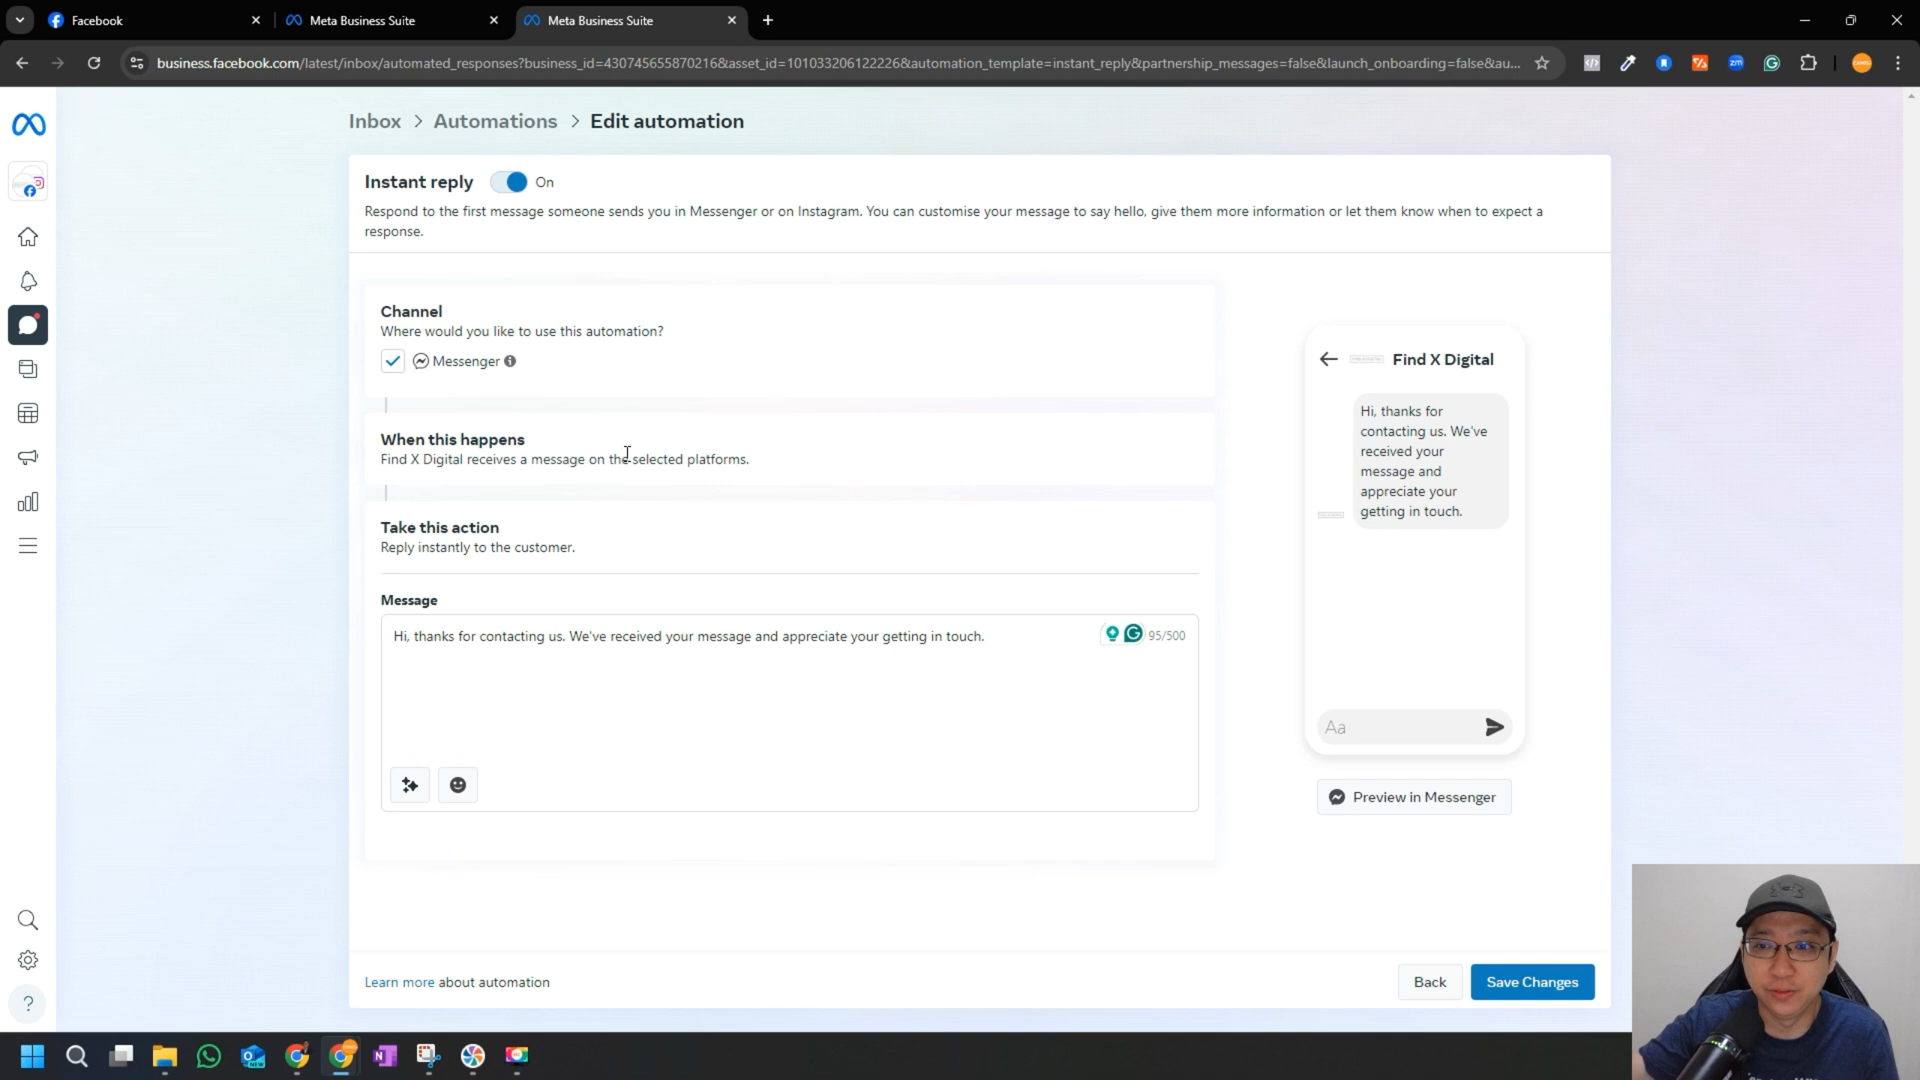 Facebook
Meta Business Suite
Meta Business Suite
business.facebook.com/latest/inbox/automated_responses?business_id=430745655870216&asset_id=101033206122226&automation_template=instant_reply&partnership_messages=false&launch_onboarding=false&au...
Inbox > Automations > Edit automation
Instant reply On
Respond to the first message someone sends you in Messenger or on Instagram. You can customise your message to say hello, give them more information or let them know when to expect a
response.
Channel
Where would you like to use this automation?
Messenger
When this happens
Find X Digital receives a message on the selected platforms.
Take this action
Reply instantly to the customer.
Message
Hi, thanks for contacting us. We've received your message and appreciate your getting in touch.
95/500
Find X Digital
Hi, thanks for
contacting us. We've
received your
message and
appreciate your
getting in touch.
Aa
Preview in Messenger
Learn more about automation
Back
Save Changes